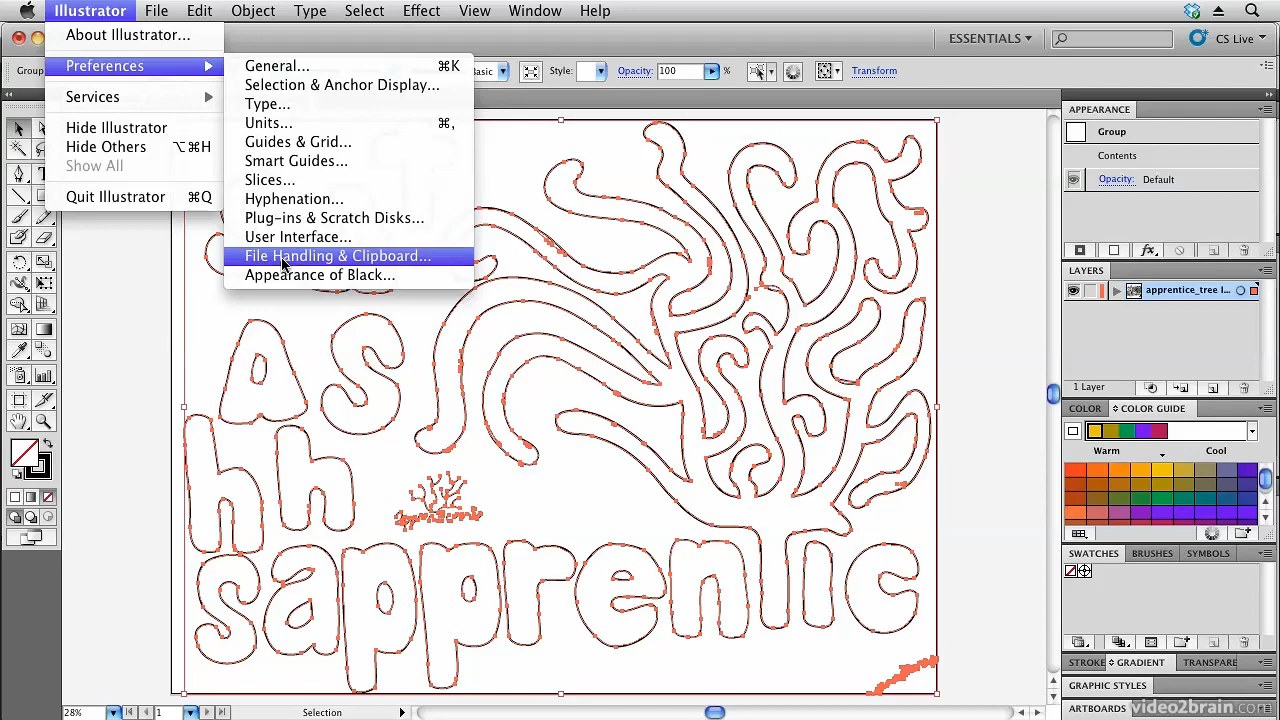 Illustrator File Edit Object Type Select Effect View Window Help
About Illustrator...
Preferences
Services
Hide Illustrator
Hide Others ⌥⌘H
Show All
Quit Illustrator ⌘Q
General... ⌘K
Selection & Anchor Display...
Type...
Units... ⌘,
Guides & Grid...
Smart Guides...
Slices...
Hyphenation...
Plug-ins & Scratch Disks...
User Interface...
File Handling & Clipboard...
Appearance of Black...
ESSENTIALS
CS Live
Group
Basic
Style:
Opacity: 100 %
Transform
APPEARANCE
Group
Contents
Opacity: Default
LAYERS
apprentice_tree I...
1 Layer
COLOR COLOR GUIDE
Warm Cool
SWATCHES BRUSHES SYMBOLS
STROKE GRADIENT TRANSPARE
GRAPHIC STYLES
ARTBOARDS
A S
h h
s a p p r e n t i c
28% 1 Selection
video2brain.com